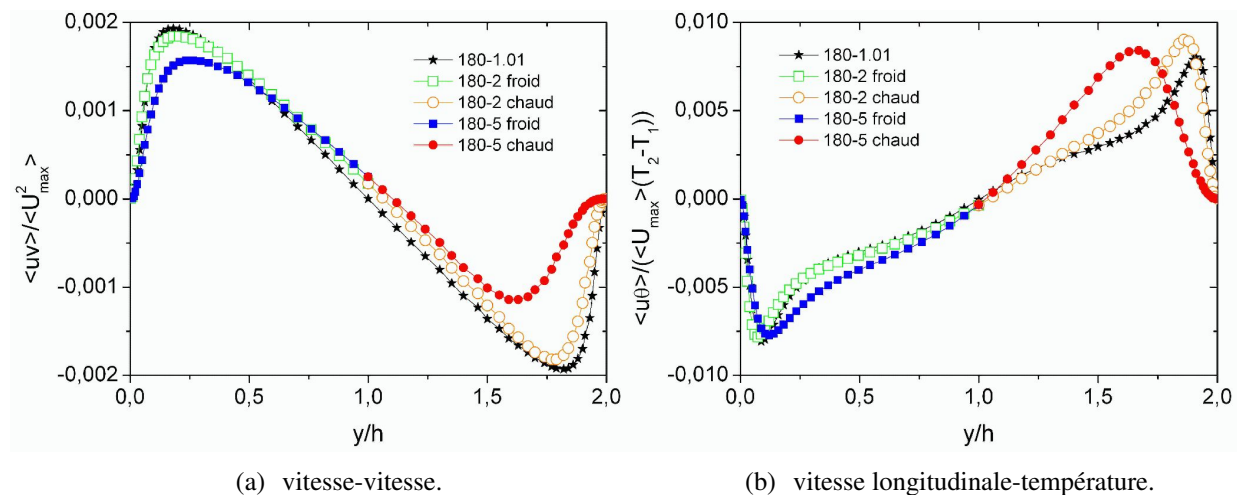 0,002
0,001
0,000
-0,001
-0,002
<uv>/<U²max>
180-1.01
180-2 froid
180-2 chaud
180-5 froid
180-5 chaud
0,0 0,5 1,0 1,5 2,0
y/h
(a) vitesse-vitesse.
0,010
0,005
0,000
-0,005
-0,010
<uθ>/(<Umax>(T2-T1))
180-1.01
180-2 froid
180-2 chaud
180-5 froid
180-5 chaud
0,0 0,5 1,0 1,5 2,0
y/h
(b) vitesse longitudinale-température.